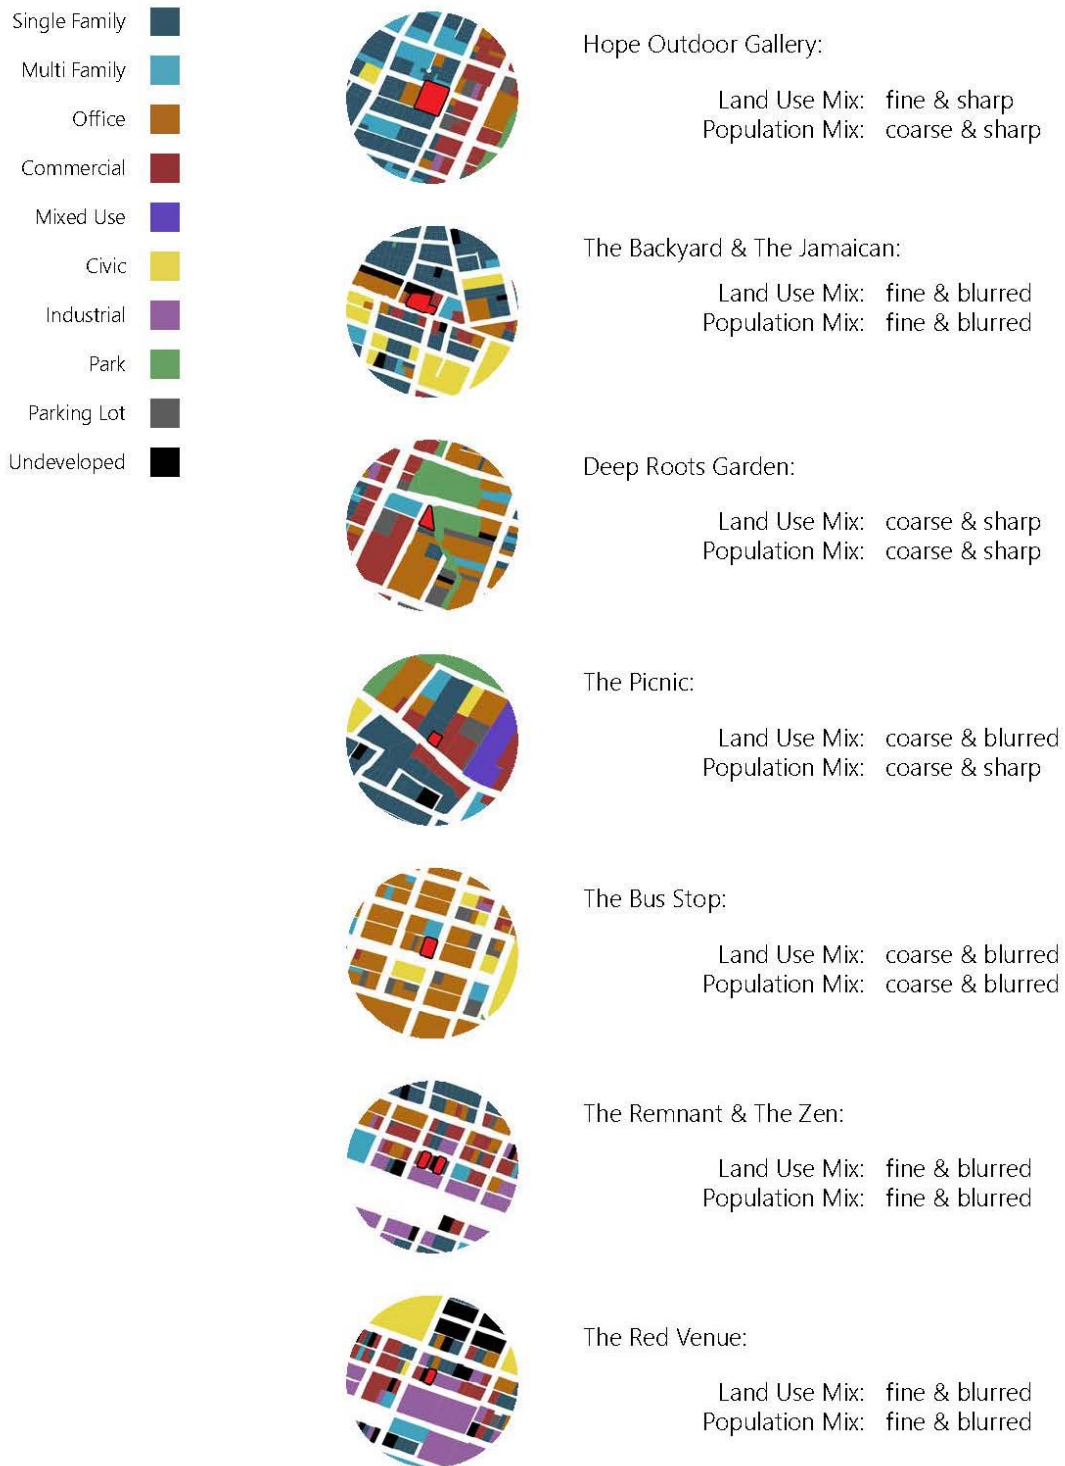 Single Family
Multi Family
Office
Commercial
Mixed Use
Civic
Industrial
Park
Parking Lot
Undeveloped
Hope Outdoor Gallery:
Land Use Mix: fine & sharp
Population Mix: coarse & sharp
The Backyard & The Jamaican:
Land Use Mix: fine & blurred
Population Mix: fine & blurred
Deep Roots Garden:
Land Use Mix: coarse & sharp
Population Mix: coarse & sharp
The Picnic:
Land Use Mix: coarse & blurred
Population Mix: coarse & sharp
The Bus Stop:
Land Use Mix: coarse & blurred
Population Mix: coarse & blurred
The Remnant & The Zen:
Land Use Mix: fine & blurred
Population Mix: fine & blurred
The Red Venue:
Land Use Mix: fine & blurred
Population Mix: fine & blurred